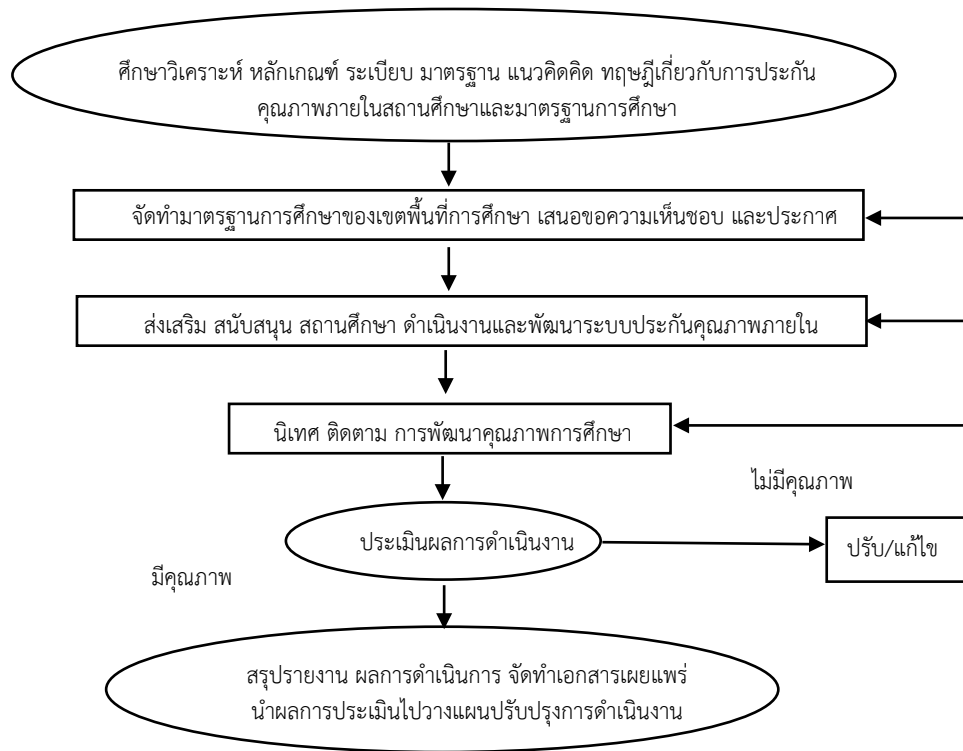 ศึกษาวิเคราะห์ หลักเกณฑ์ ระเบียบ มาตรฐาน แนวคิดคิด ทฤษฎีเกี่ยวกับการประกัน
คุณภาพภายในสถานศึกษาและมาตรฐานการศึกษา
จัดทำมาตรฐานการศึกษาของเขตพื้นที่การศึกษา เสนอขอความเห็นชอบ และประกาศ
ส่งเสริม สนับสนุน สถานศึกษา ดำเนินงานและพัฒนาระบบประกันคุณภาพภายใน
นิเทศ ติดตาม การพัฒนาคุณภาพการศึกษา
ไม่มีคุณภาพ
ประเมินผลการดำเนินงาน
ปรับ/แก้ไข
มีคุณภาพ
สรุปรายงาน ผลการดำเนินการ จัดทำเอกสารเผยแพร่
นำผลการประเมินไปวางแผนปรับปรุงการดำเนินงาน